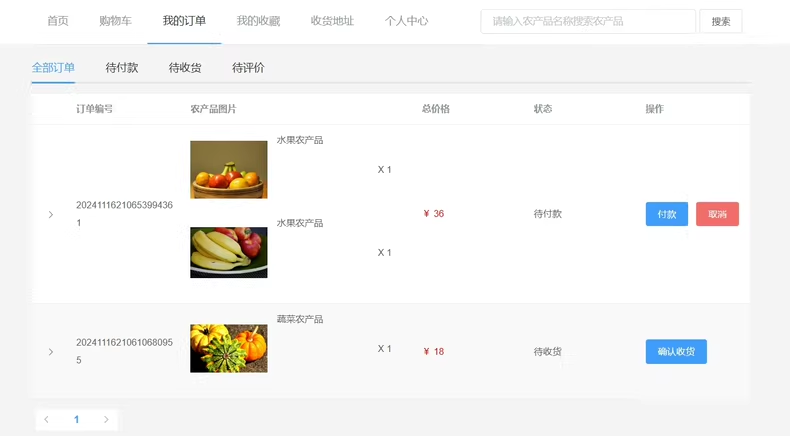 首页 购物车 我的订单 我的收藏 收货地址 个人中心 请输入农产品名称搜索农产品 搜索
全部订单 待付款 待收货 待评价
订单编号 农产品图片 总价格 状态 操作
水果农产品
X 1
2024111621065399436
1
¥ 36 待付款 付款 取消
水果农产品
X 1
蔬菜农产品
2024111621061068095
5
X 1 ¥ 18 待收货 确认收货
1